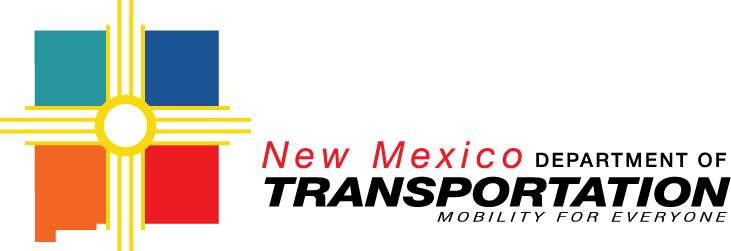 New Mexico DEPARTMENT OF
TRANSPORTATION
MOBILITY FOR EVERYONE